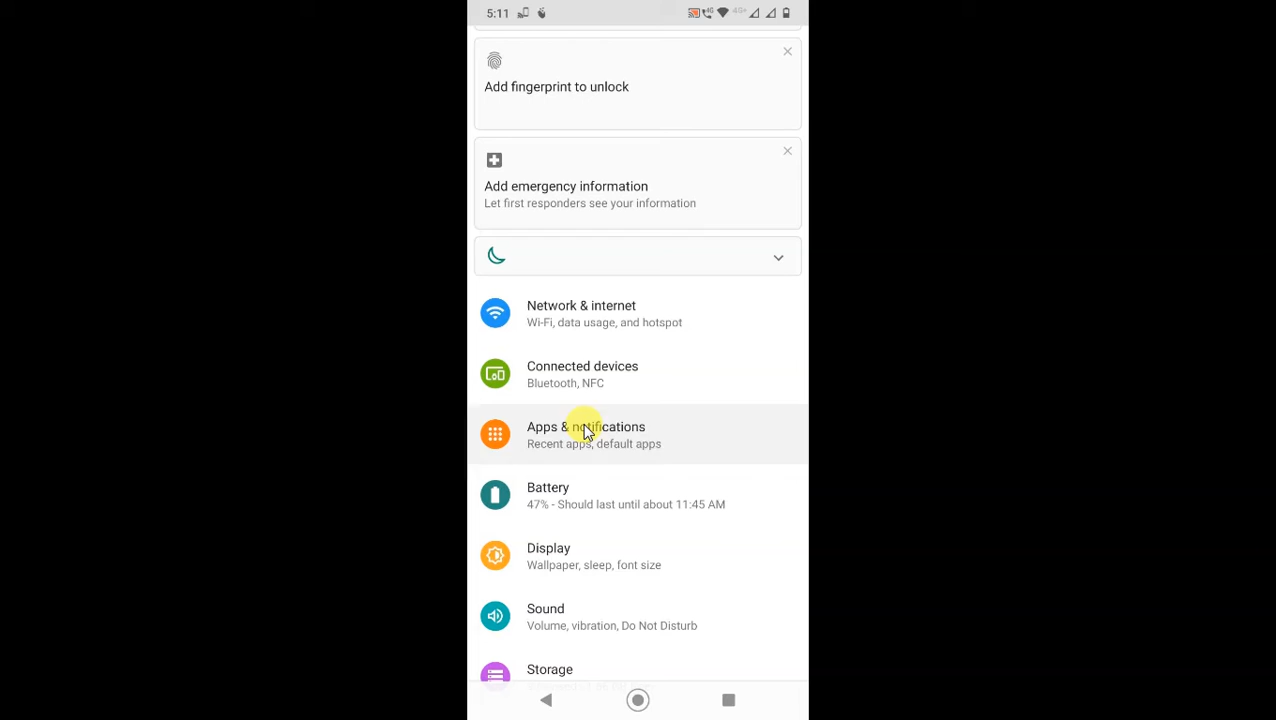 5:11
4G
4G+
Add fingerprint to unlock
Add emergency information
Let first responders see your information
Network & internet
Wi-Fi, data usage, and hotspot
Connected devices
Bluetooth, NFC
Apps & notifications
Recent apps, default apps
Battery
47% - Should last until about 11:45 AM
Display
Wallpaper, sleep, font size
Sound
Volume, vibration, Do Not Disturb
Storage